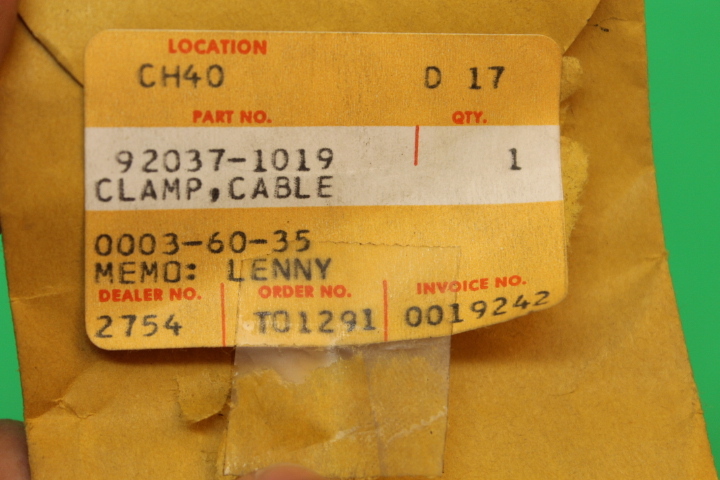 LOCATION
CH40 D 17
PART NO. QTY.
92037-1019 1
CLAMP,CABLE
0003-60-35
MEMO: LENNY
DEALER NO. ORDER NO. INVOICE NO.
2754 T01291 0019242